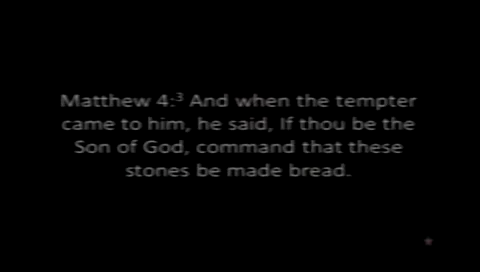 Matthew 4:³ And when the tempter
came to him, he said, If thou be the
Son of God, command that these
stones be made bread.